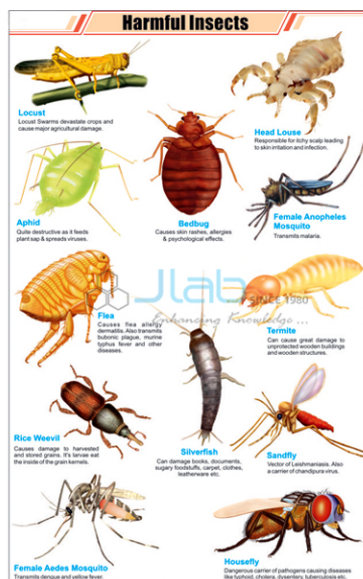 Harmful Insects
Locust
Locust Swarms devastate crops and
cause major agricultural damage.
Head Louse
Responsible for itchy scalp leading
to skin irritation and infection.
Aphid
Quite destructive as it feeds
plant sap & spreads viruses.
Bedbug
Causes skin rashes, allergies
& psychological effects.
Female Anopheles
Mosquito
Transmits malaria.
Jlab
SINCE 1980
Enhancing Knowledge ...
Flea
Causes flea allergy
dermatitis. Also transmits
bubonic plague, murine
typhus fever and other
diseases.
Termite
Can cause great damage to
unprotected wooden buildings
and wooden structures.
Rice Weevil
Causes damage to harvested
and stored grains. It's larvae eat
the inside of the grain kernels.
Silverfish
Can damage books, documents,
sugary foodstuffs, carpet, clothes,
leatherware etc.
Sandfly
Vector of Leishmaniasis. Also
a carrier of chandipura virus.
Female Aedes Mosquito
Transmits dengue and yellow fever.
Housefly
Dangerous carrier of pathogens causing diseases
like typhoid, cholera, dysentery, tuberculosis etc.